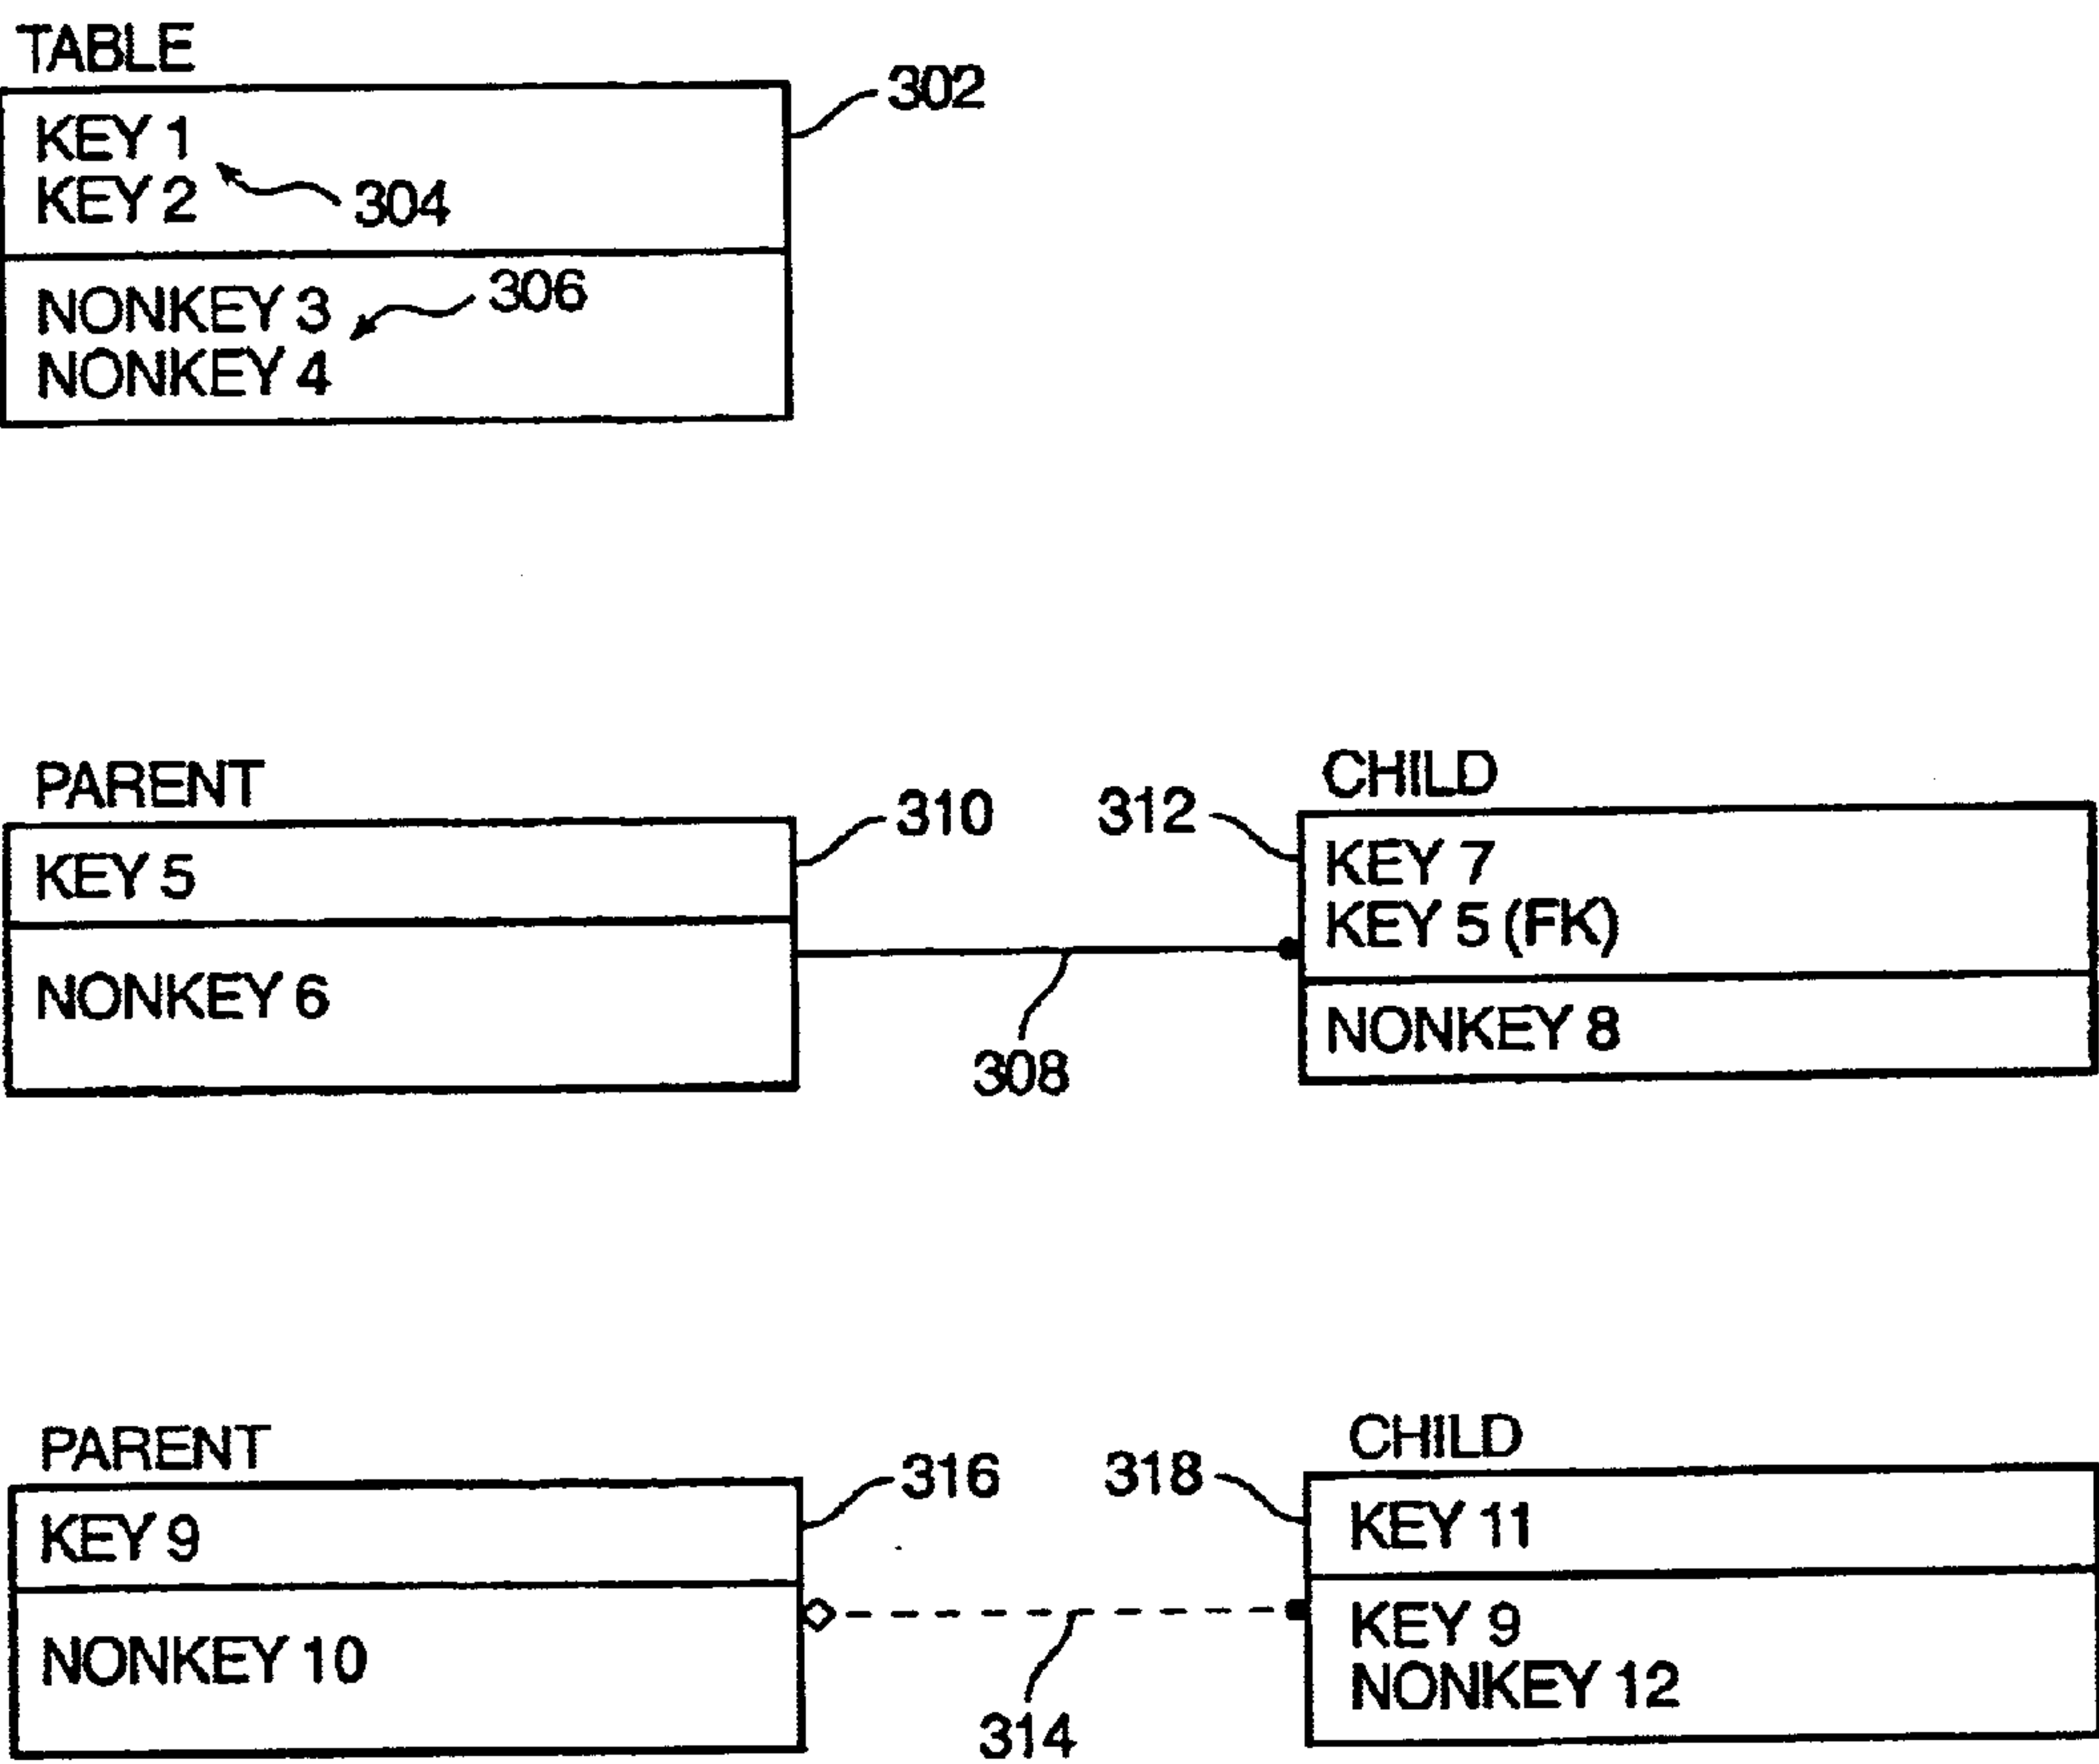 TABLE
302
KEY 1
KEY 2
304
NONKEY 3
306
NONKEY 4
PARENT
310
KEY 5
NONKEY 6
308
312
CHILD
KEY 7
KEY 5 (FK)
NONKEY 8
PARENT
316
KEY 9
NONKEY 10
314
318
CHILD
KEY 11
KEY 9
NONKEY 12